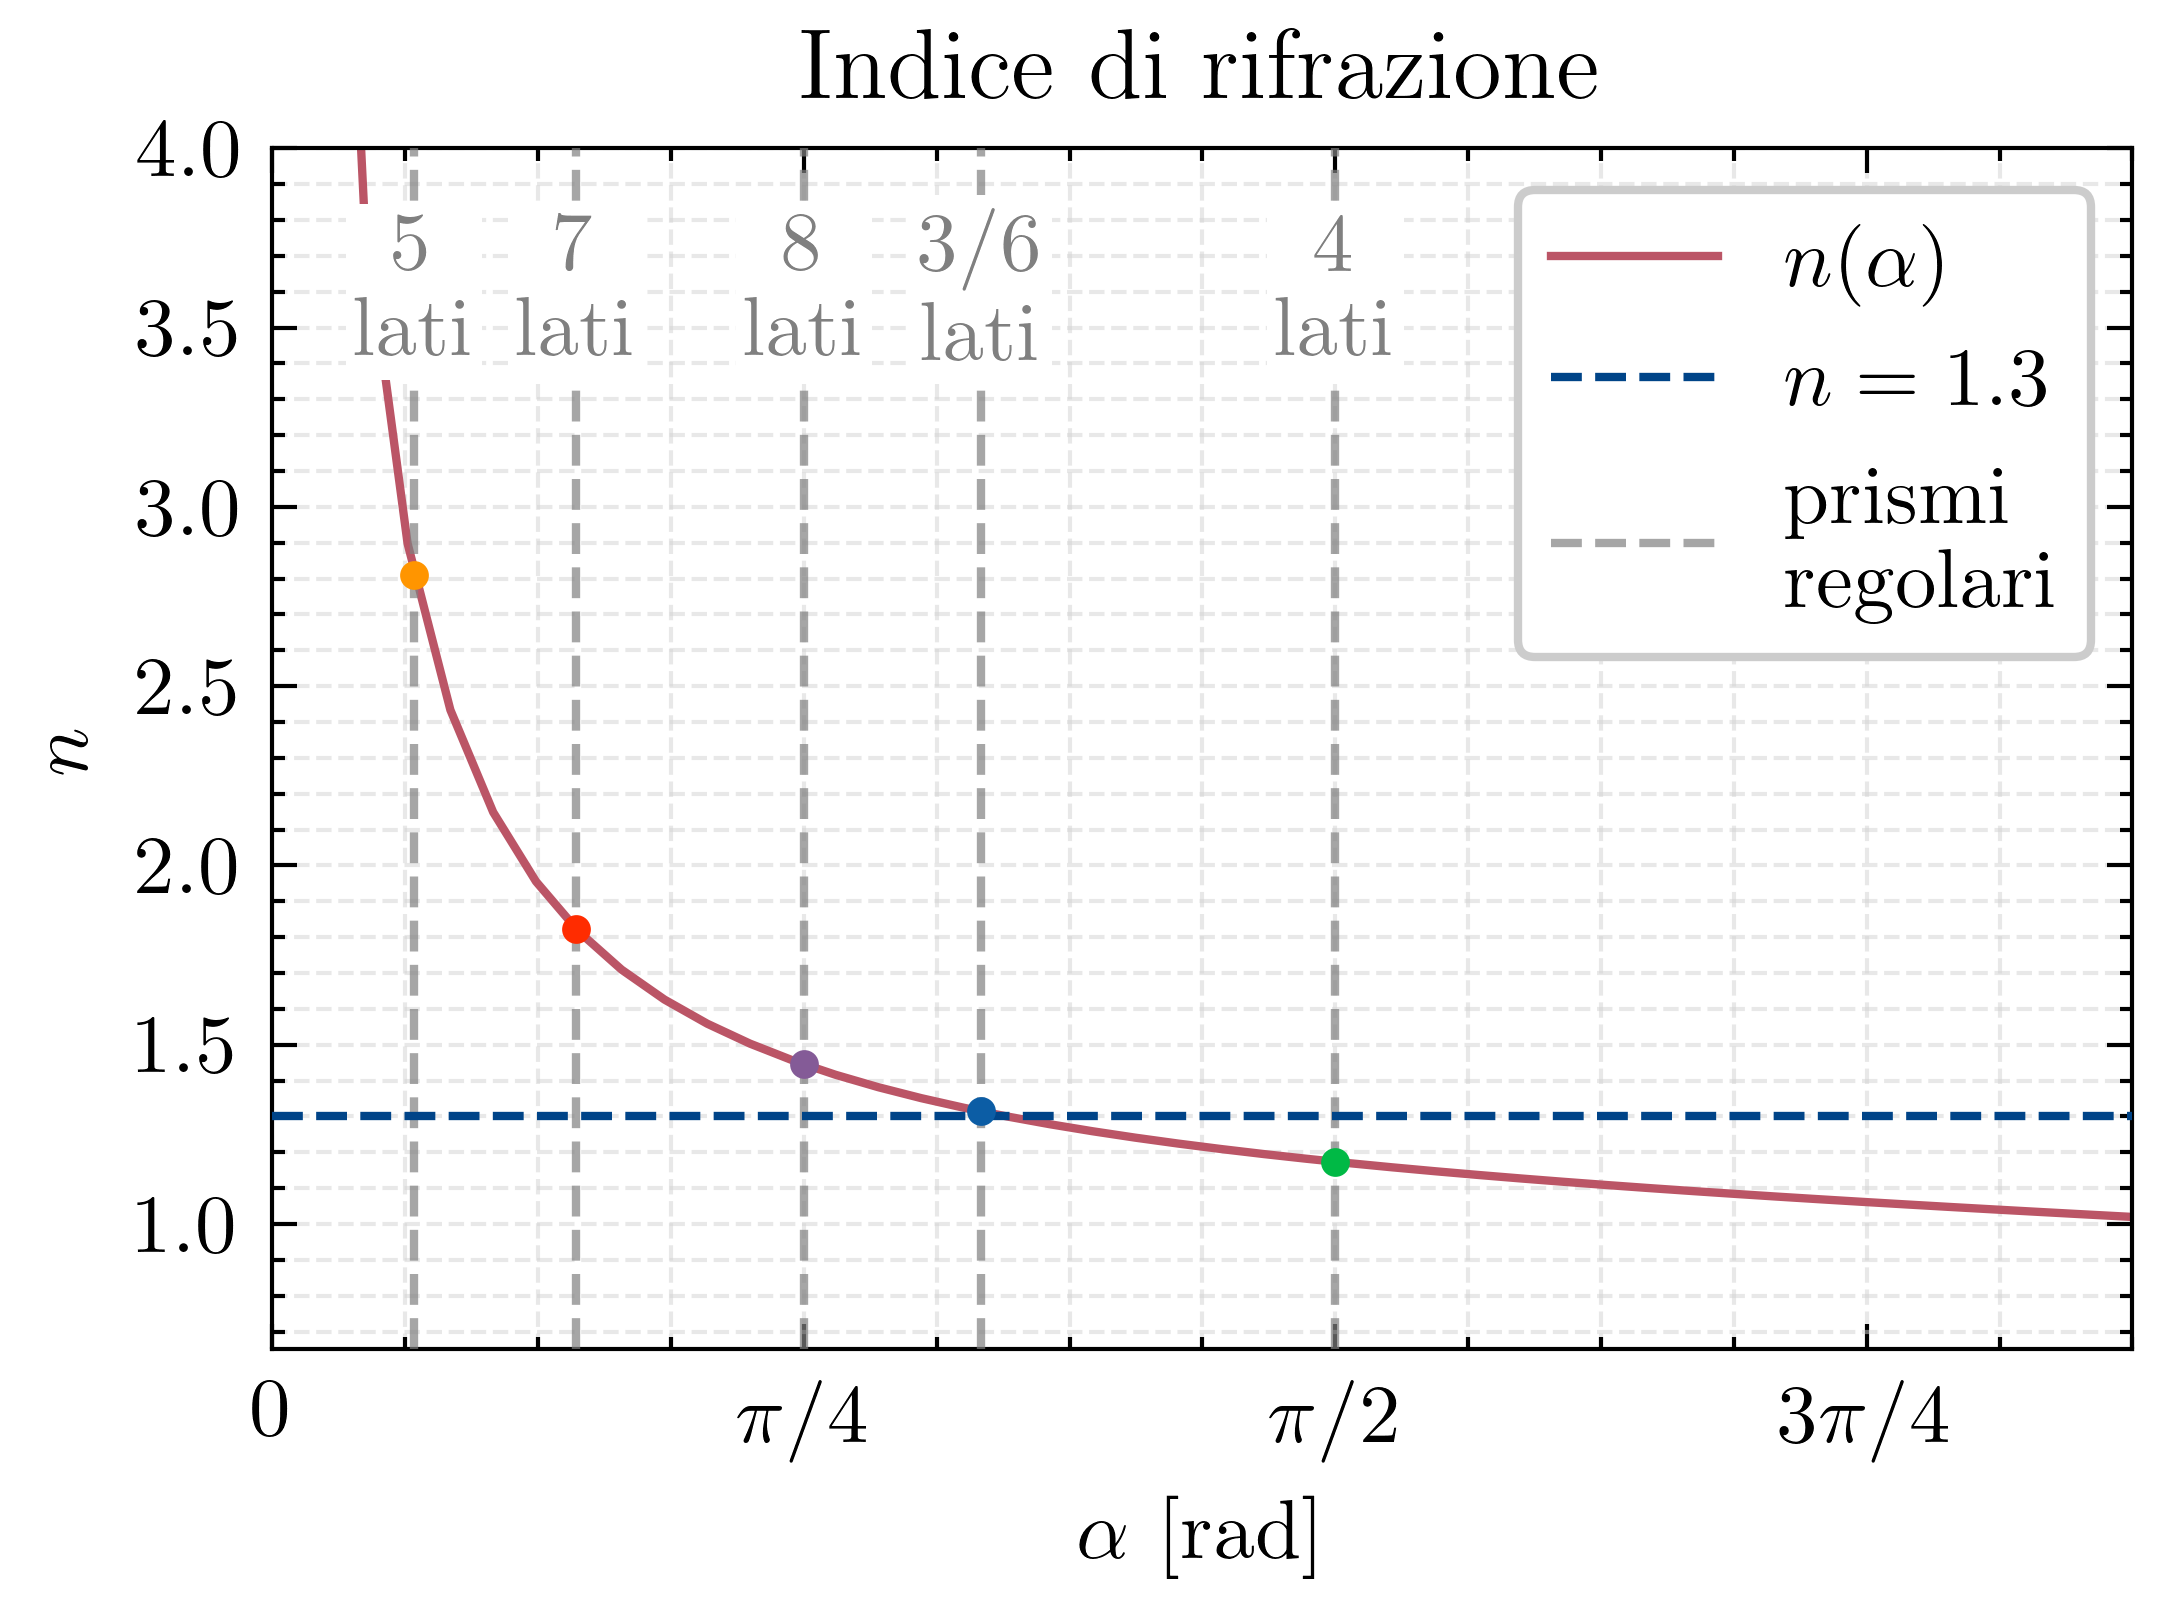 Indice di rifrazione
4.0
3.5
3.0
2.5
2.0
1.5
1.0
n
5
lati
7
lati
8
lati
3/6
lati
4
lati
n(α)
n = 1.3
prismi
regolari
0
π/4
π/2
3π/4
α [rad]